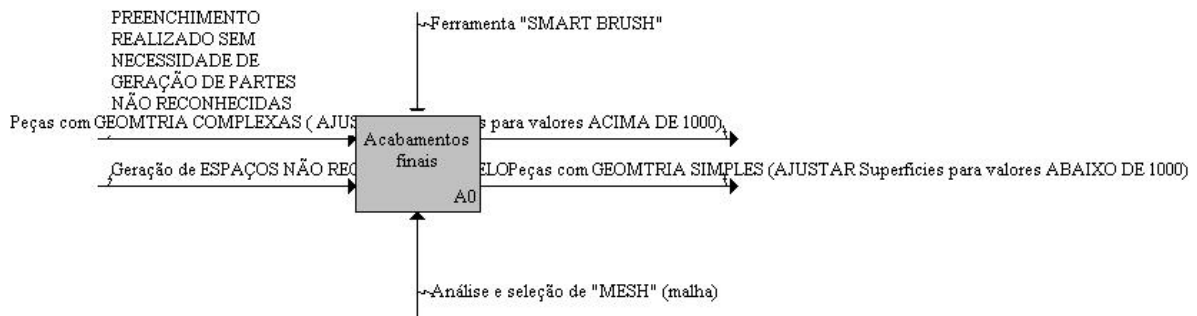 PREENCHIMENTO
REALIZADO SEM
NECESSIDADE DE
GERAÇÃO DE PARTES
NÃO RECONHECIDAS
Ferramenta "SMART BRUSH"
Peças com GEOMTRIA COMPLEXAS ( AJUS
s para valores ACIMA DE 1000)
Acabamentos
finais
A0
Geração de ESPAÇOS NÃO REC
ELOPeças com GEOMTRIA SIMPLES (AJUSTAR Superfícies para valores ABAIXO DE 1000)
Análise e seleção de "MESH" (malha)